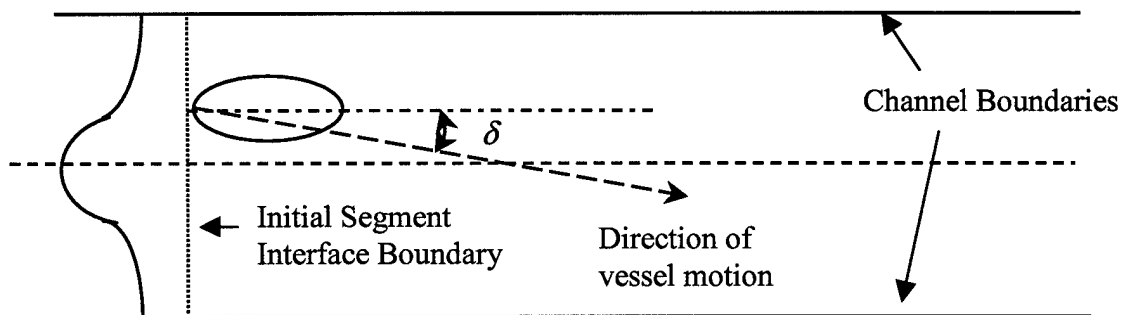 Channel Boundaries
δ
Initial Segment
Interface Boundary
Direction of
vessel motion